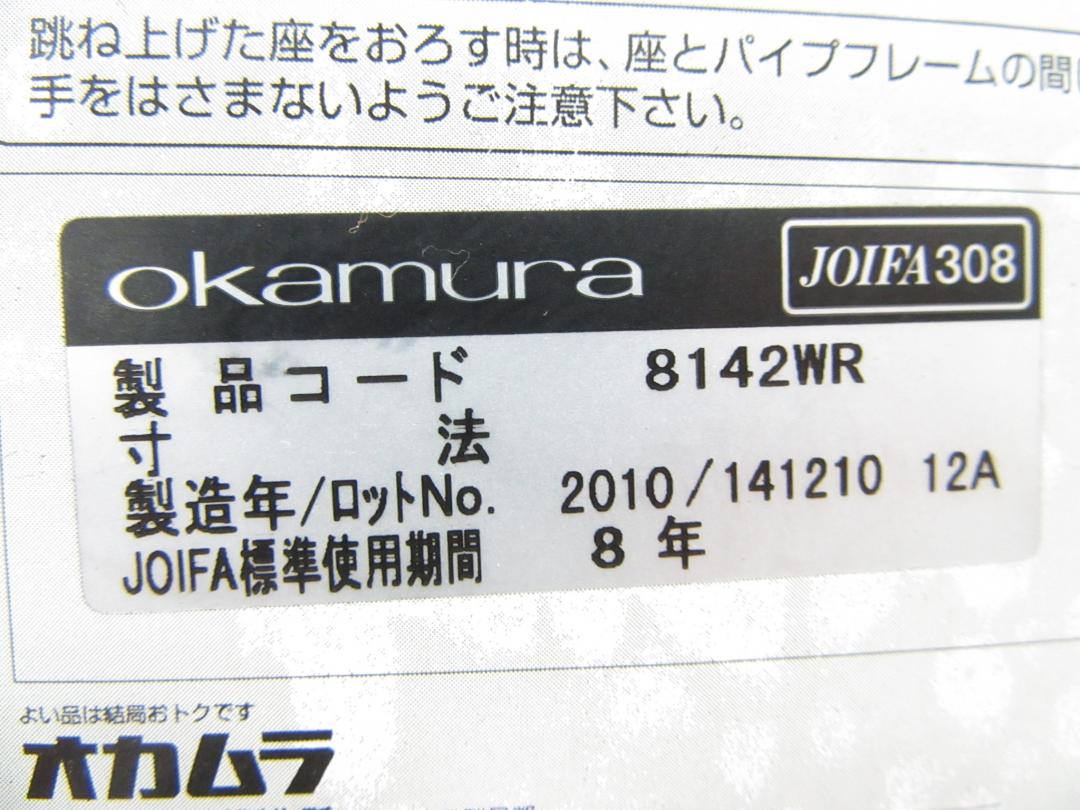 跳ね上げた座をおろす時は、座とパイプフレームの間に
手をはさまないようご注意下さい。
okamura JOIFA308
製品コード 8142WR
寸法
製造年/ロットNo. 2010/141210 12A
JOIFA標準使用期間 8年
よい品は結局おトクです
オカムラ